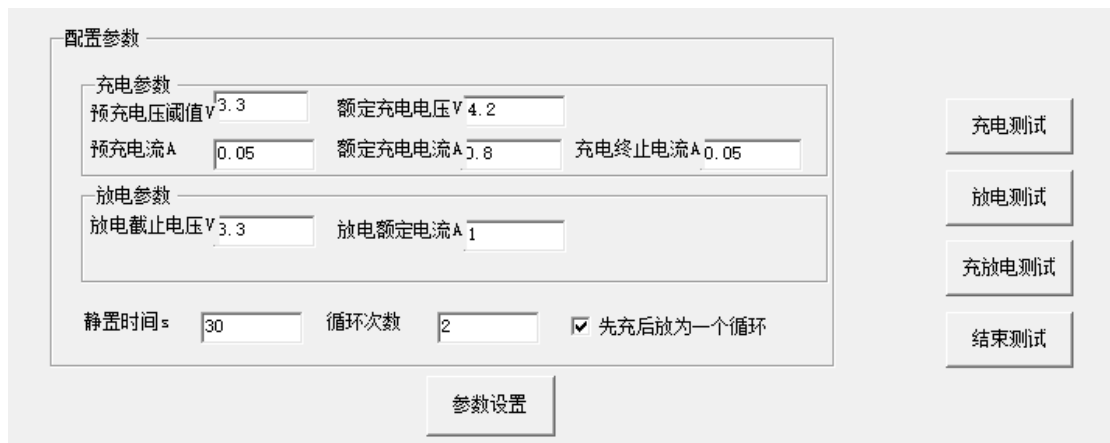 配置参数
充电参数
预充电压阈值V 3.3 额定充电电压V 4.2
预充电流A 0.05 额定充电电流A 0.8 充电终止电流A 0.05
放电参数
放电截止电压V 3.3 放电额定电流A 1
静置时间s 30 循环次数 2 先充后放为一个循环
参数设置
充电测试
放电测试
充放电测试
结束测试